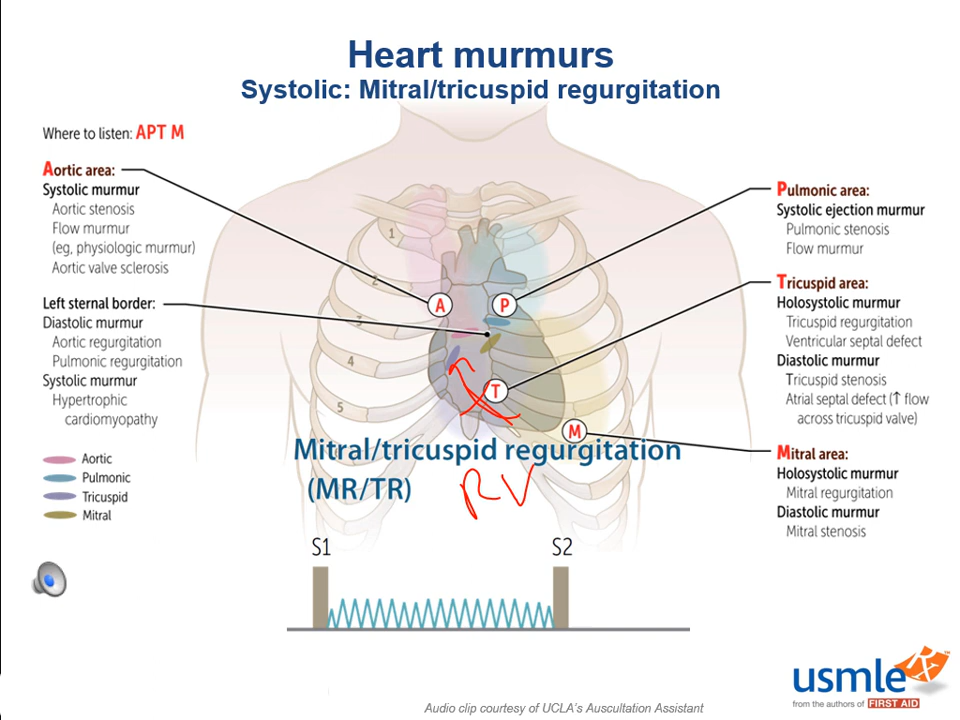 Heart murmurs
Systolic: Mitral/tricuspid regurgitation
Where to listen: APT M
Aortic area:
Systolic murmur
Aortic stenosis
Flow murmur
(eg, physiologic murmur)
Aortic valve sclerosis
Left sternal border:
Diastolic murmur
Aortic regurgitation
Pulmonic regurgitation
Systolic murmur
Hypertrophic
cardiomyopathy
Aortic
Pulmonic
Tricuspid
Mitral
1
2
3
4
5
A
P
T
M
Pulmonic area:
Systolic ejection murmur
Pulmonic stenosis
Flow murmur
Tricuspid area:
Holosystolic murmur
Tricuspid regurgitation
Ventricular septal defect
Diastolic murmur
Tricuspid stenosis
Atrial septal defect (↑ flow
across tricuspid valve)
Mitral area:
Holosystolic murmur
Mitral regurgitation
Diastolic murmur
Mitral stenosis
Mitral/tricuspid regurgitation
(MR/TR)
RV
S1
S2
usmle Rx
from the authors of FIRST AID
Audio clip courtesy of UCLA's Auscultation Assistant